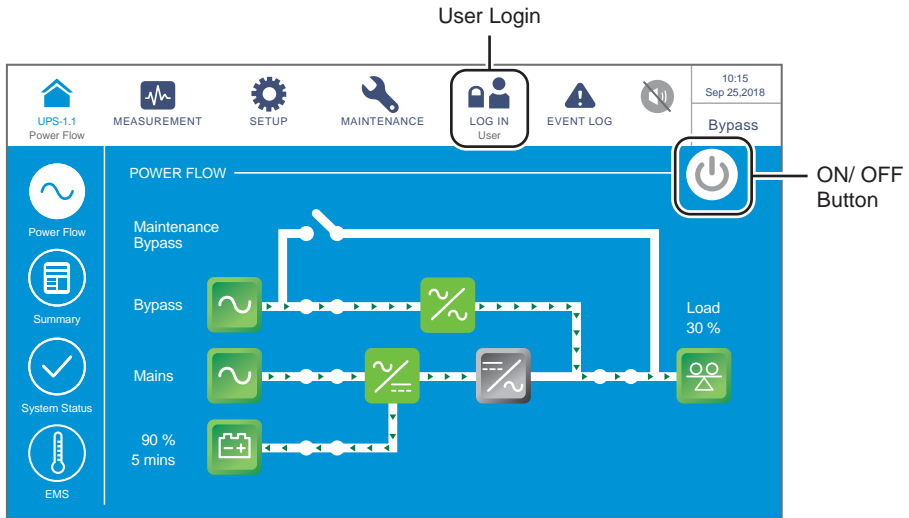 User Login
10:15
Sep 25,2018
UPS-1.1
Power Flow
MEASUREMENT
SETUP
MAINTENANCE
LOG IN
User
EVENT LOG
Bypass
POWER FLOW
ON/ OFF
Button
Power Flow
Maintenance
Bypass
Bypass
Load
30 %
Summary
Mains
System Status
90 %
5 mins
EMS